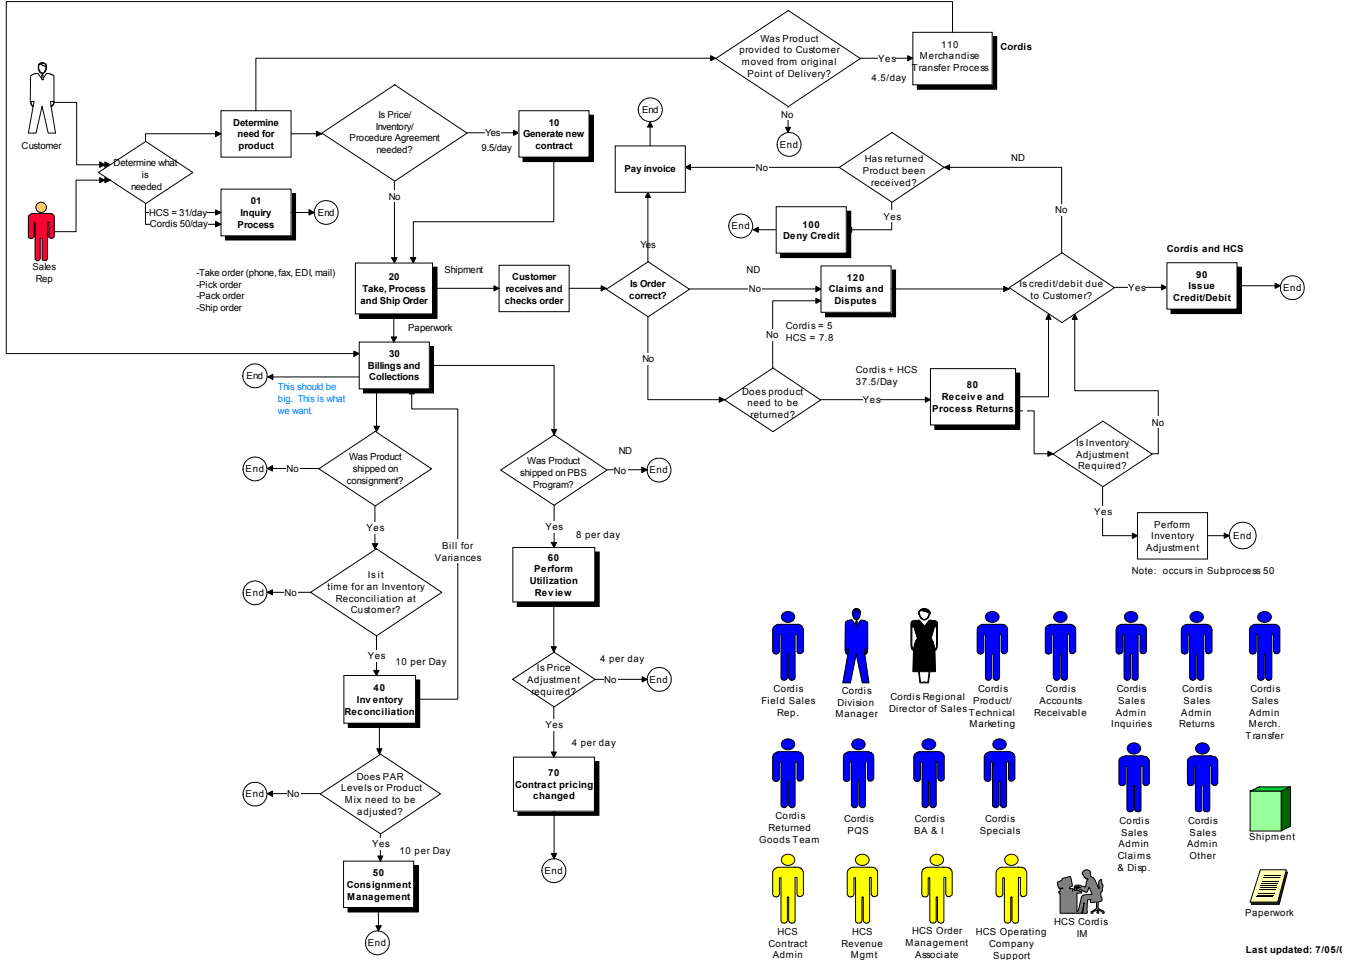 Was Product
provided to Customer
moved from original
Point of Delivery?
Yes
4.5/day
110
Merchandise
Transfer Process
Cordis
No
End
Customer
Sales
Rep
Determine what
is
needed
Determine
need for
product
HCS = 31/day
Cordis 50/day
01
Inquiry
Process
End
Is Price/
Inventory/
Procedure Agreement
needed?
Yes
9.5/day
10
Generate new
contract
No
-Take order (phone, fax, EDI, mail)
-Pick order
-Pack order
-Ship order
20
Take, Process
and Ship Order
Shipment
Paperwork
Customer
receives and
checks order
Is Order
correct?
Yes
Pay invoice
End
ND
No
No
Has returned
Product been
received?
No
ND
Yes
100
Deny Credit
End
120
Claims and
Disputes
No
Cordis = 5
HCS = 7.8
Is credit/debit due
to Customer?
No
Yes
Cordis and HCS
90
Issue
Credit/Debit
End
Does product
need to be
returned?
Yes
Cordis + HCS
37.5/Day
80
Receive and
Process Returns
Is Inventory
Adjustment
Required?
No
Yes
Perform
Inventory
Adjustment
End
Note: occurs in Subprocess 50
30
Billings and
Collections
End
This should be
big. This is what
we want.
Was Product
shipped on
consignment?
No
End
Yes
Is it
time for an Inventory
Reconciliation at
Customer?
No
End
Yes
10 per Day
40
Inventory
Reconciliation
Bill for
Variances
Does PAR
Levels or Product
Mix need to be
adjusted?
No
End
Yes
10 per Day
50
Consignment
Management
End
Was Product
shipped on PBS
Program?
ND
No
End
Yes
8 per day
60
Perform
Utilization
Review
Is Price
Adjustment
required?
4 per day
No
End
Yes
4 per day
70
Contract pricing
changed
End
Cordis
Field Sales
Rep.
Cordis
Division
Manager
Cordis Regional
Director of Sales
Cordis
Product/
Technical
Marketing
Cordis
Accounts
Receivable
Cordis
Sales
Admin
Inquiries
Cordis
Sales
Admin
Returns
Cordis
Sales
Admin
Merch.
Transfer
Cordis
Returned
Goods Team
Cordis
PQS
Cordis
BA & I
Cordis
Specials
Cordis
Sales
Admin
Claims
& Disp.
Cordis
Sales
Admin
Other
Shipment
HCS
Contract
Admin
HCS
Revenue
Mgmt
HCS Order
Management
Associate
HCS Operating
Company
Support
HCS Cordis
IM
Paperwork
Last updated: 7/05/